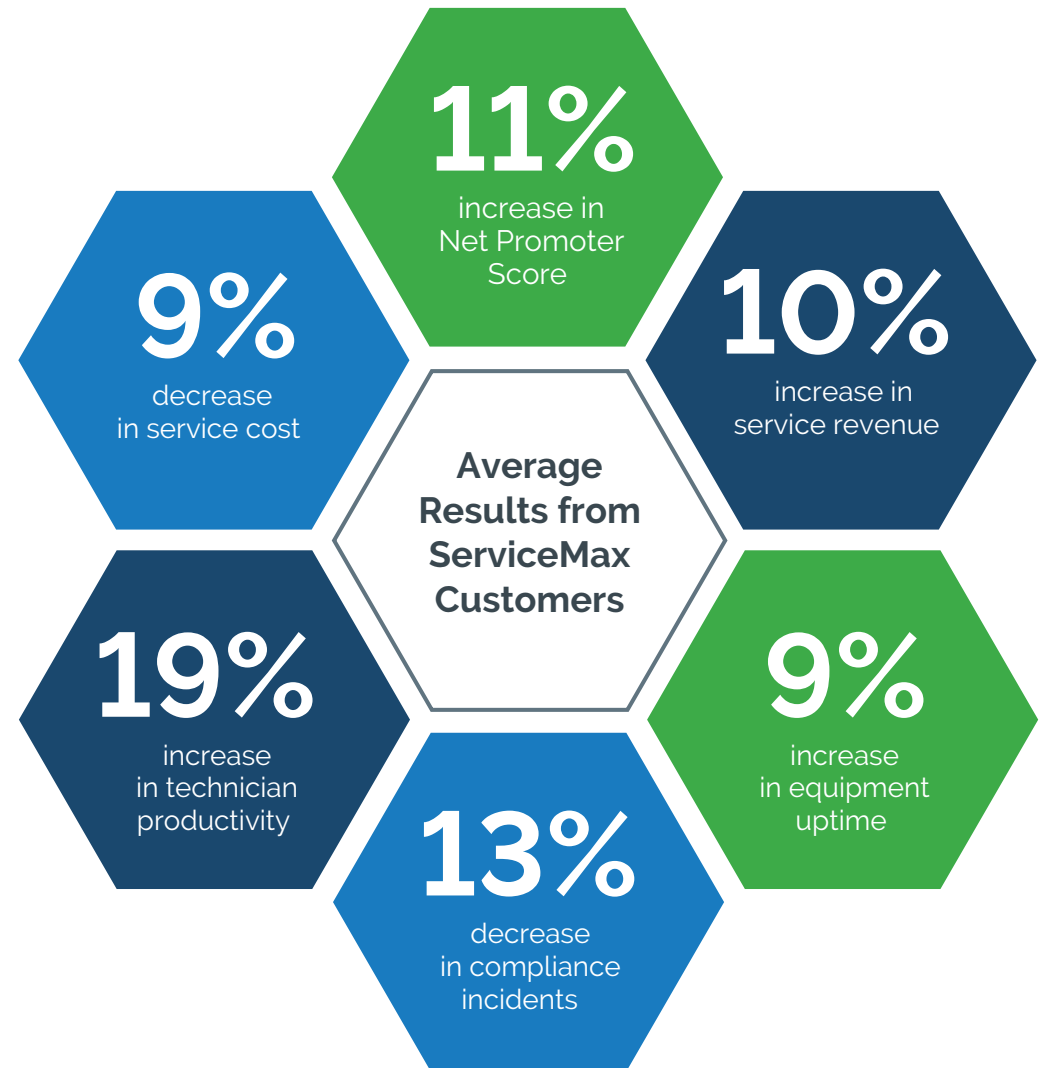 11%
increase in
Net Promoter
Score
9%
decrease
in service cost
10%
increase in
service revenue
Average
Results from
ServiceMax
Customers
19%
increase
in technician
productivity
9%
increase
in equipment
uptime
13%
decrease
in compliance
incidents